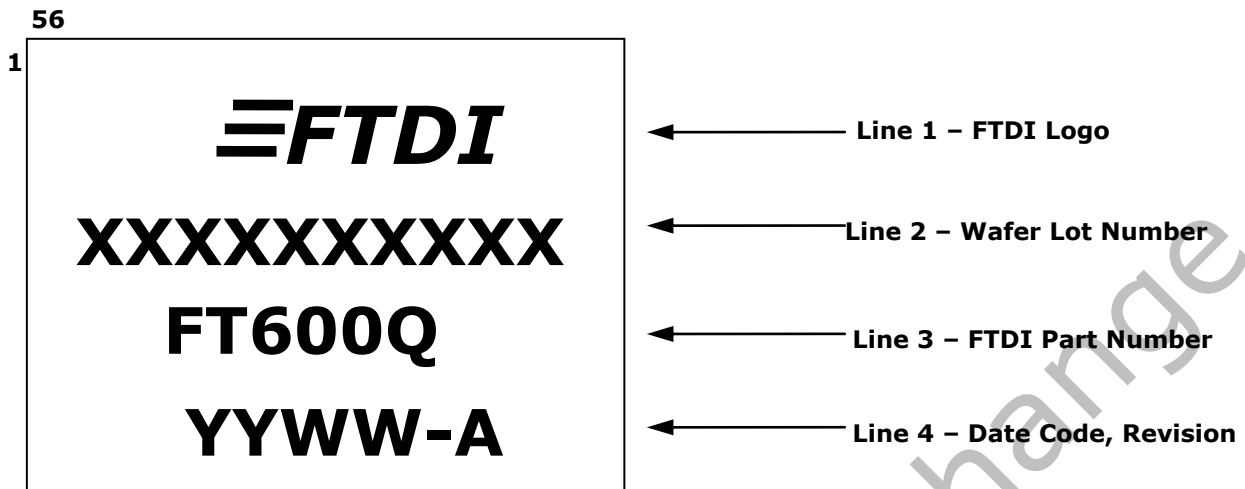 56
1
FTDI
Line 1 – FTDI Logo
XXXXXXXXXX
Line 2 – Wafer Lot Number
FT600Q
Line 3 – FTDI Part Number
YYWW-A
Line 4 – Date Code, Revision
hange